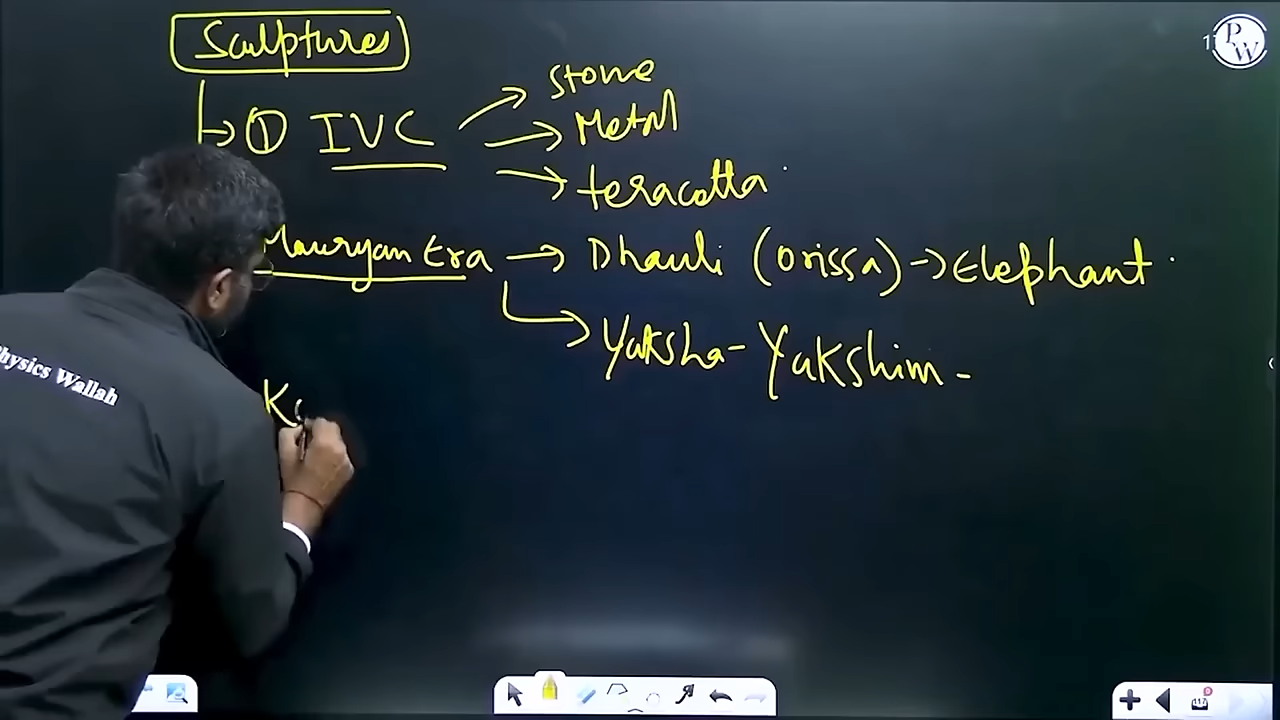 Sculptures
① IVC → Stone
→ Metal
→ teracotta
Mauryan Era → Dhauli (Orissa) → Elephant
Yaksha - Yakshini -
K
Physics Wallah
PW